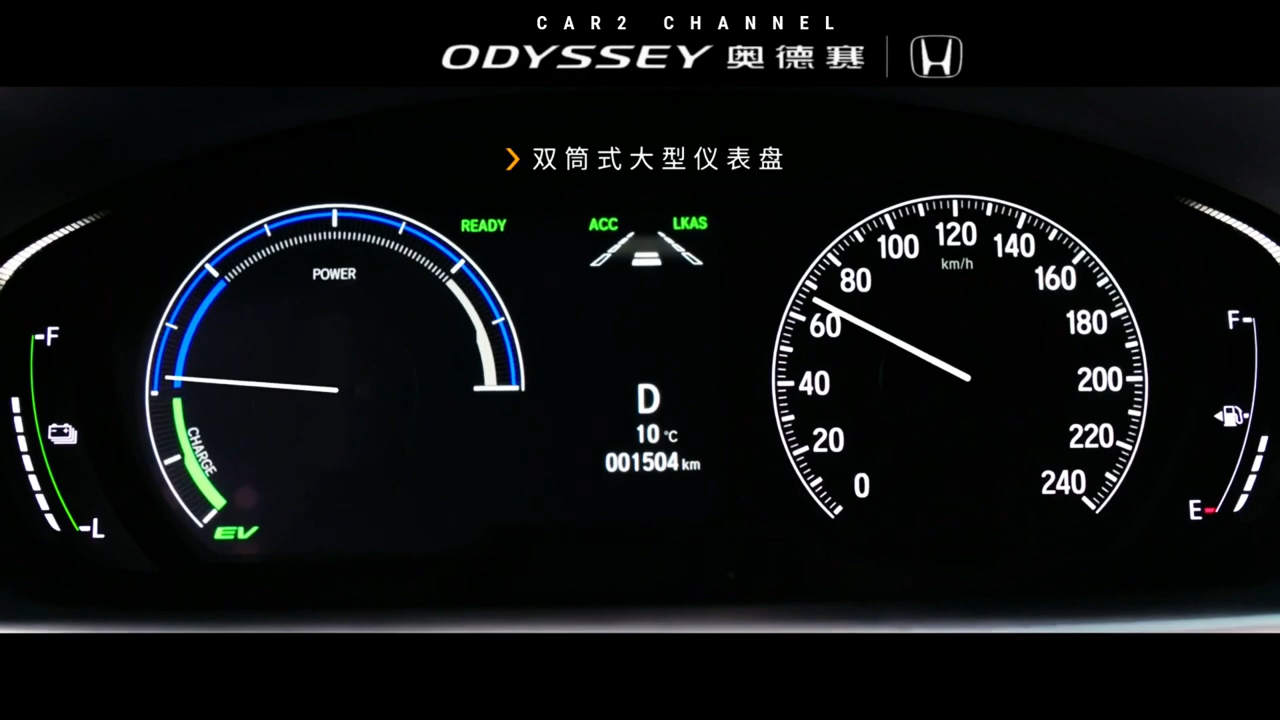 CAR2 CHANNEL
ODYSSEY 奥德赛
双筒式大型仪表盘
READY
ACC
LKAS
POWER
CHARGE
EV
F
L
D
10 °C
001504 km
0
20
40
60
80
100
120
140
160
180
200
220
240
km/h
F
E